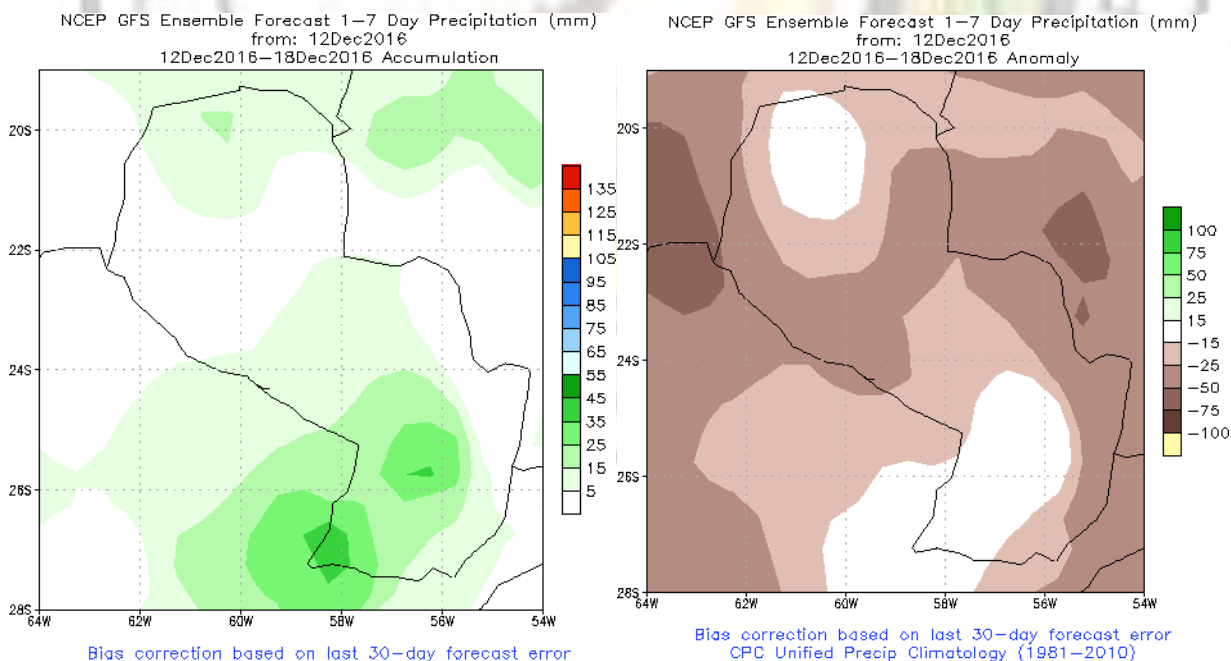 NCEP GFS Ensemble Forecast 1-7 Day Precipitation (mm)
from: 12Dec2016
12Dec2016-18Dec2016 Accumulation
20S
22S
24S
26S
28S
64W
62W
60W
58W
56W
54W
135
125
115
105
95
85
75
65
55
45
35
25
15
5
Bias correction based on last 30-day forecast error
NCEP GFS Ensemble Forecast 1-7 Day Precipitation (mm)
from: 12Dec2016
12Dec2016-18Dec2016 Anomaly
20S
22S
24S
26S
28S
64W
62W
60W
58W
56W
54W
100
75
50
25
15
-15
-25
-50
-75
-100
Bias correction based on last 30-day forecast error
CPC Unified Precip Climatology (1981-2010)